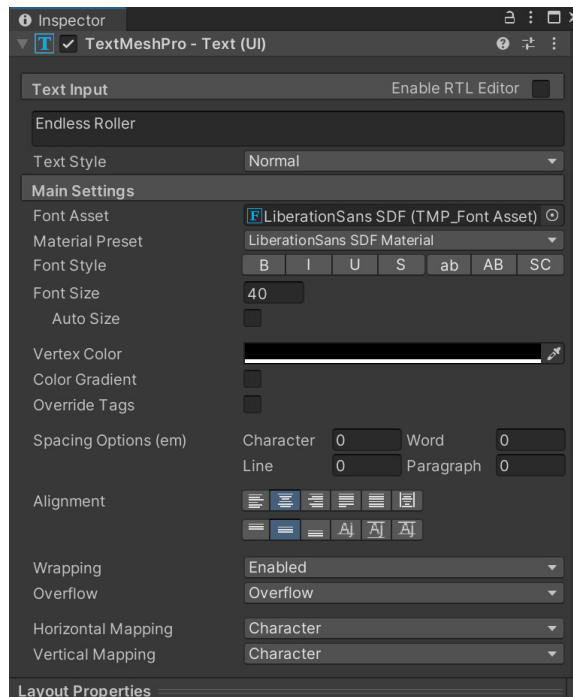 Inspector
TextMeshPro - Text (UI)
Text Input Enable RTL Editor
Endless Roller
Text Style Normal
Main Settings
Font Asset LiberationSans SDF (TMP_Font Asset)
Material Preset LiberationSans SDF Material
Font Style B I U S ab AB SC
Font Size 40
Auto Size
Vertex Color
Color Gradient
Override Tags
Spacing Options (em) Character 0 Word 0
Line 0 Paragraph 0
Alignment
Wrapping Enabled
Overflow Overflow
Horizontal Mapping Character
Vertical Mapping Character
Layout Properties